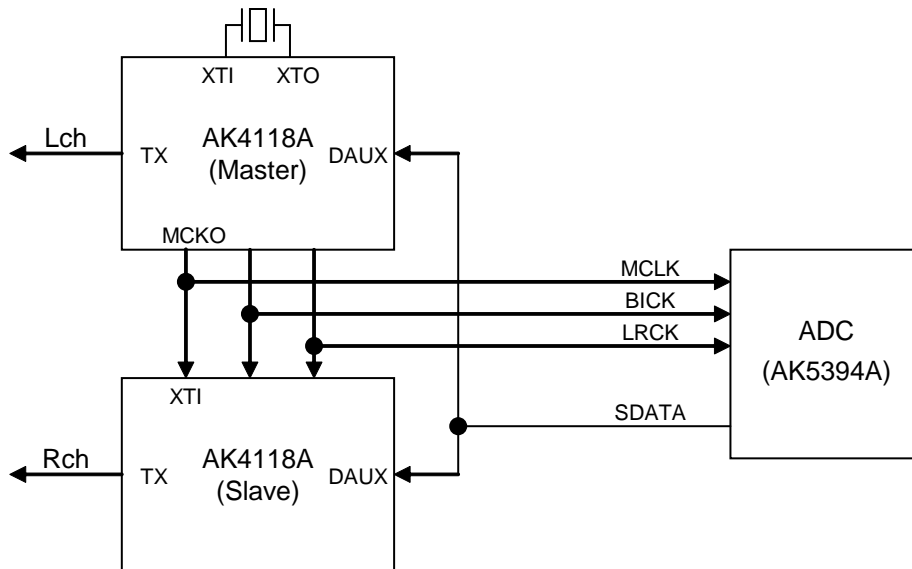 XTI XTO
AK4118A
(Master)
Lch
TX
DAUX
MCKO
MCLK
BICK
LRCK
ADC
(AK5394A)
XTI
SDATA
AK4118A
(Slave)
Rch
TX
DAUX